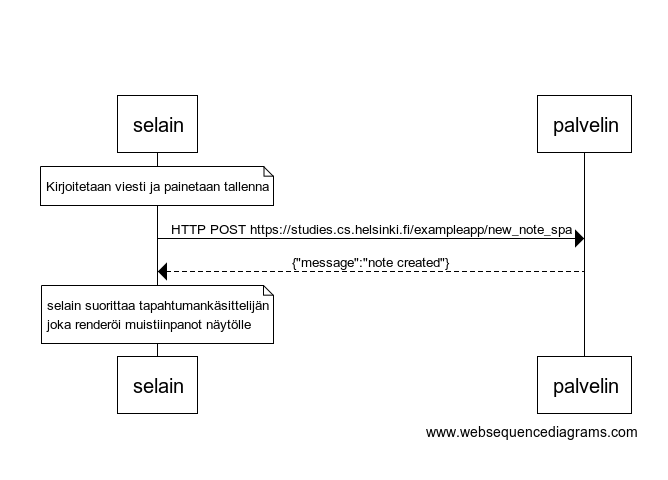 selain
palvelin
Kirjoitetaan viesti ja painetaan tallenna
HTTP POST https://studies.cs.helsinki.fi/exampleapp/new_note_spa
{"message":"note created"}
selain suorittaa tapahtumankäsittelijän
joka renderöi muistiinpanot näytölle
selain
palvelin
www.websequencediagrams.com